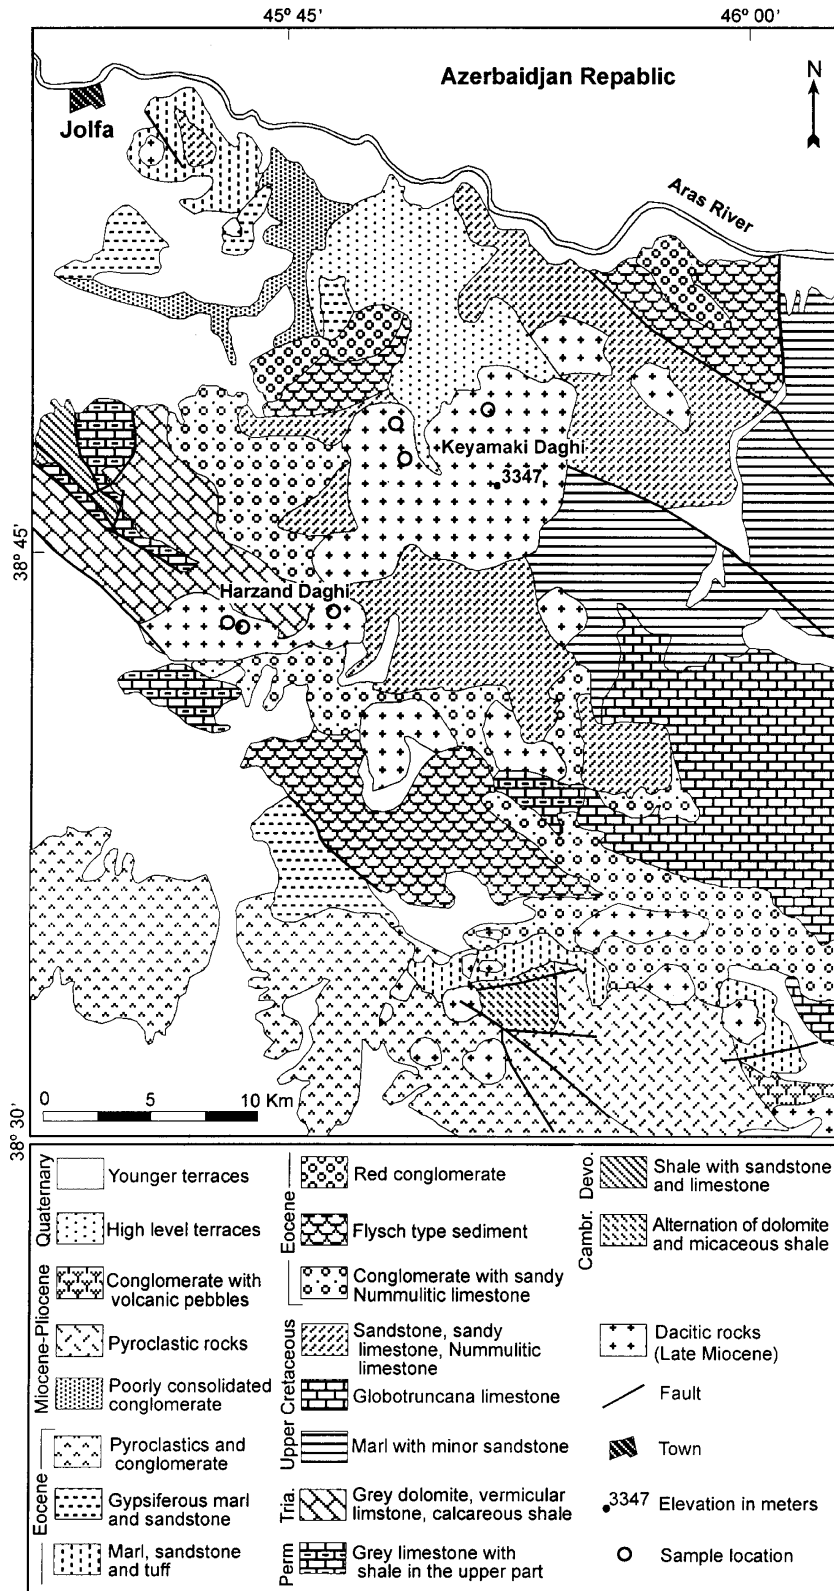 45° 45'
46° 00'
Azerbaidjan Repablic
N
Jolfa
Aras River
Keyamaki Daghi
3347
38° 45'
Harzand Daghi
0 5 10 Km
38° 30'
Quaternary
Younger terraces
High level terraces
Miocene-Pliocene
Conglomerate with
volcanic pebbles
Pyroclastic rocks
Poorly consolidated
conglomerate
Eocene
Pyroclastics and
conglomerate
Gypsiferous marl
and sandstone
Marl, sandstone
and tuff
Eocene
Red conglomerate
Flysch type sediment
Conglomerate with sandy
Nummulitic limestone
Upper Cretaceous
Sandstone, sandy
limestone, Nummulitic
limestone
Globotruncana limestone
Marl with minor sandstone
Tria.
Grey dolomite, vermicular
limstone, calcareous shale
Perm
Grey limestone with
shale in the upper part
Devo.
Shale with sandstone
and limestone
Cambr.
Alternation of dolomite
and micaceous shale
Dacitic rocks
(Late Miocene)
Fault
Town
3347 Elevation in meters
Sample location